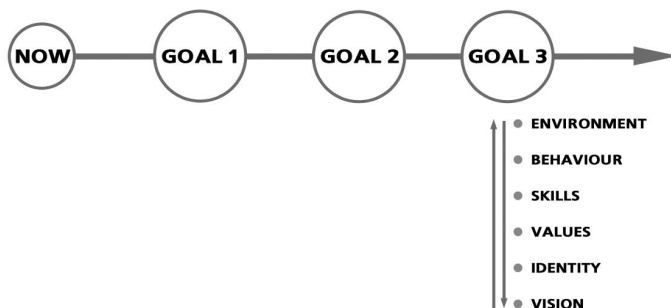 NOW GOAL 1 GOAL 2 GOAL 3
ENVIRONMENT
BEHAVIOUR
SKILLS
VALUES
IDENTITY
VISION